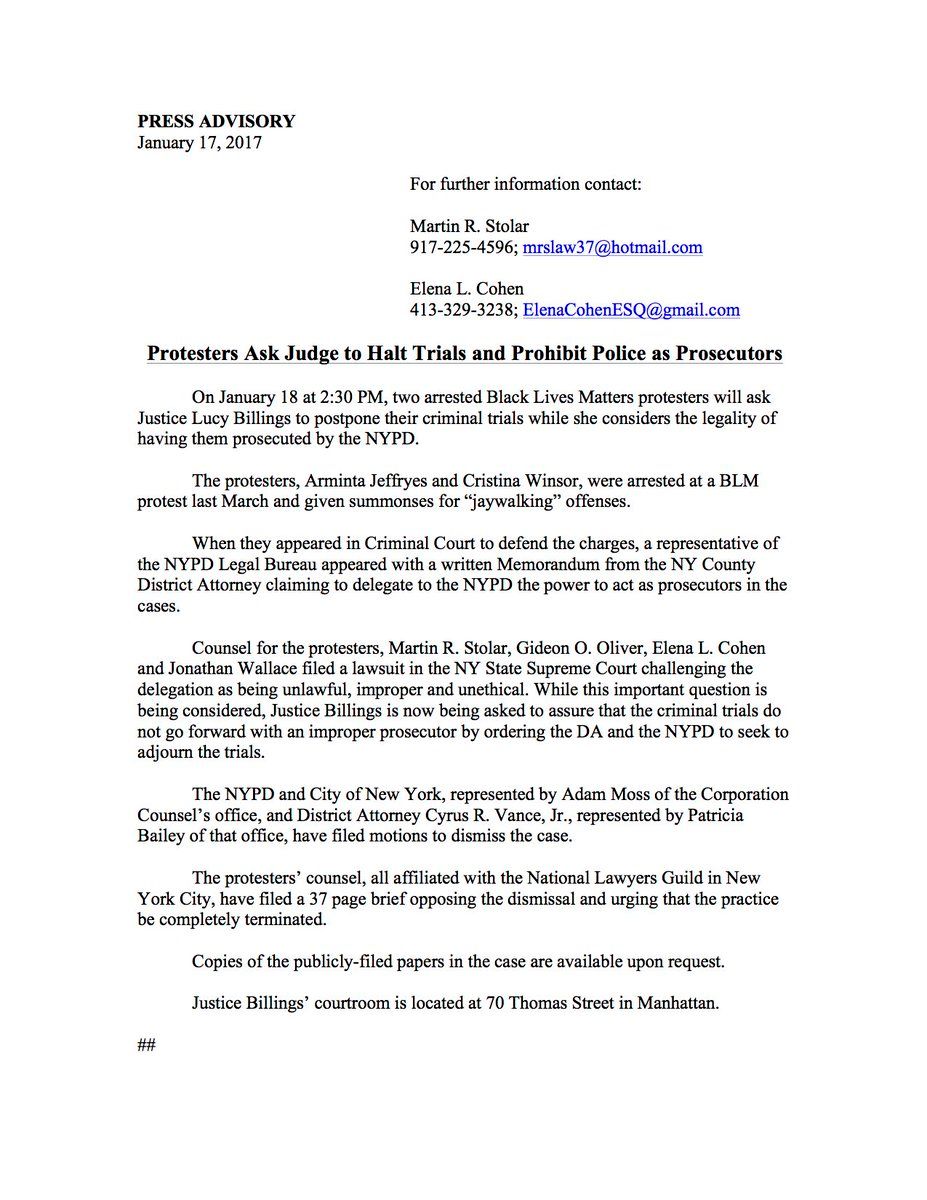 PRESS ADVISORY
January 17, 2017
For further information contact:
Martin R. Stolar
917-225-4596; mrslaw37@hotmail.com
Elena L. Cohen
413-329-3238; ElenaCohenESQ@gmail.com
Protesters Ask Judge to Halt Trials and Prohibit Police as Prosecutors
On January 18 at 2:30 PM, two arrested Black Lives Matters protesters will ask
Justice Lucy Billings to postpone their criminal trials while she considers the legality of
having them prosecuted by the NYPD.
The protesters, Arminta Jeffryes and Cristina Winsor, were arrested at a BLM
protest last March and given summonses for “jaywalking” offenses.
When they appeared in Criminal Court to defend the charges, a representative of
the NYPD Legal Bureau appeared with a written Memorandum from the NY County
District Attorney claiming to delegate to the NYPD the power to act as prosecutors in the
cases.
Counsel for the protesters, Martin R. Stolar, Gideon O. Oliver, Elena L. Cohen
and Jonathan Wallace filed a lawsuit in the NY State Supreme Court challenging the
delegation as being unlawful, improper and unethical. While this important question is
being considered, Justice Billings is now being asked to assure that the criminal trials do
not go forward with an improper prosecutor by ordering the DA and the NYPD to seek to
adjourn the trials.
The NYPD and City of New York, represented by Adam Moss of the Corporation
Counsel’s office, and District Attorney Cyrus R. Vance, Jr., represented by Patricia
Bailey of that office, have filed motions to dismiss the case.
The protesters’ counsel, all affiliated with the National Lawyers Guild in New
York City, have filed a 37 page brief opposing the dismissal and urging that the practice
be completely terminated.
Copies of the publicly-filed papers in the case are available upon request.
Justice Billings’ courtroom is located at 70 Thomas Street in Manhattan.
##